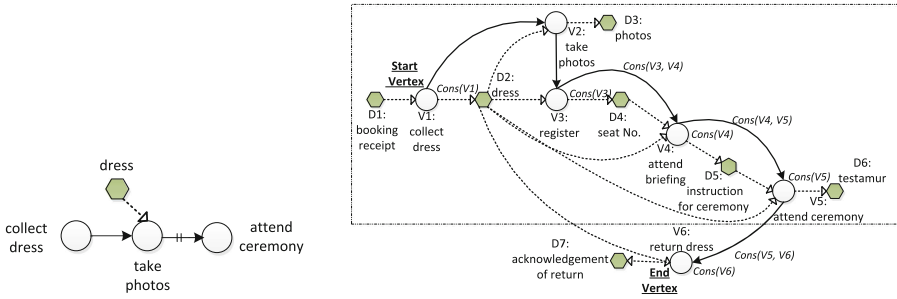 dress
collect
dress
take
photos
attend
ceremony
Start
Vertex
D1:
booking
receipt
V1:
collect
dress
Cons(V1)
D2:
dress
V2:
take
photos
D3:
photos
Cons(V3, V4)
Cons(V3)
V3:
register
D4:
seat No.
Cons(V4, V5)
Cons(V4)
V4:
attend
briefing
D5:
instruction
for ceremony
Cons(V5)
D6:
testamur
V5:
attend ceremony
V6:
return dress
D7:
acknowledgement
of return
Cons(V5, V6)
End
Vertex
Cons(V6)